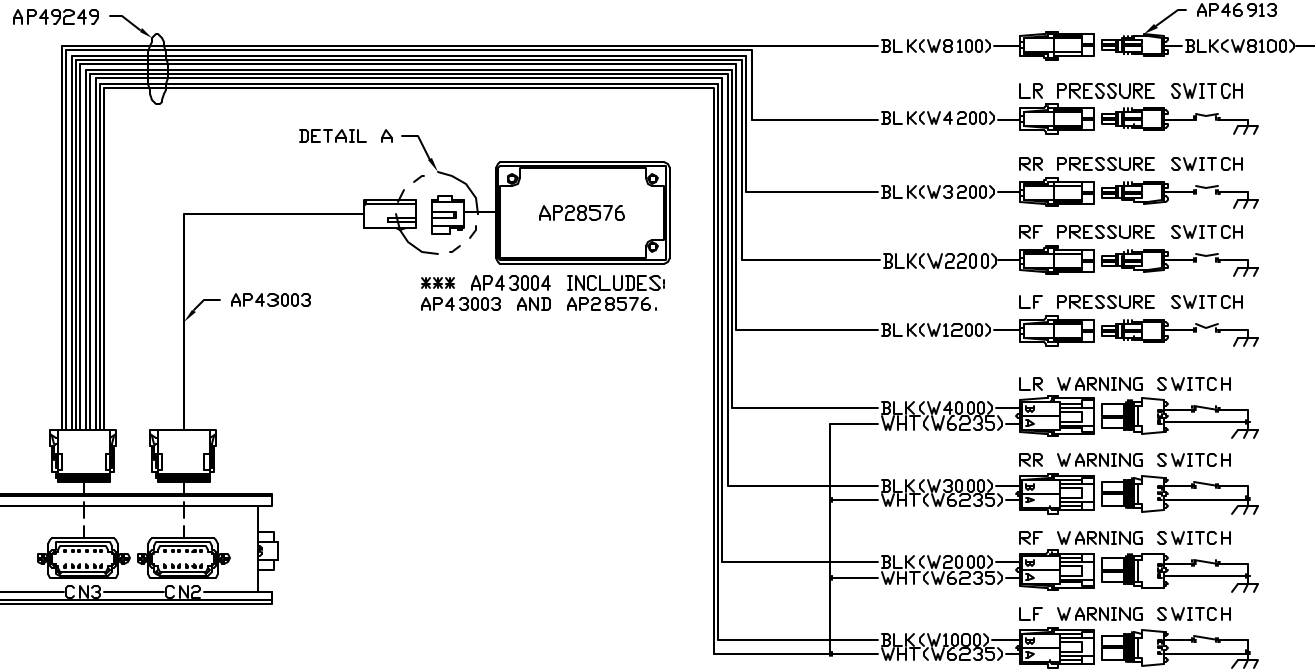 AP49249
AP46913
BLK(W8100) BLK(W8100)
LR PRESSURE SWITCH
BLK(W4200)
DETAIL A
RR PRESSURE SWITCH
BLK(W3200)
AP28576
RF PRESSURE SWITCH
BLK(W2200)
*** AP43004 INCLUDES:
AP43003 AND AP28576.
AP43003
LF PRESSURE SWITCH
BLK(W1200)
LR WARNING SWITCH
BLK(W4000) B
WHT(W6235) A
RR WARNING SWITCH
BLK(W3000) B
WHT(W6235) A
RF WARNING SWITCH
BLK(W2000) B
WHT(W6235) A
CN3 CN2
LF WARNING SWITCH
BLK(W1000) B
WHT(W6235) A